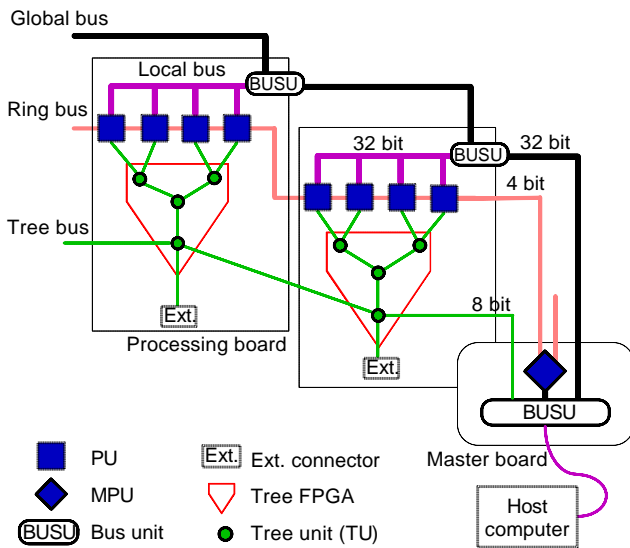 Global bus
Local bus
BUSU
Ring bus
32 bit
BUSU
32 bit
4 bit
Tree bus
8 bit
Ext.
Processing board
Ext.
BUSU
Master board
Host
computer
PU
MPU
BUSU
Bus unit
Ext.
Ext. connector
Tree FPGA
Tree unit (TU)